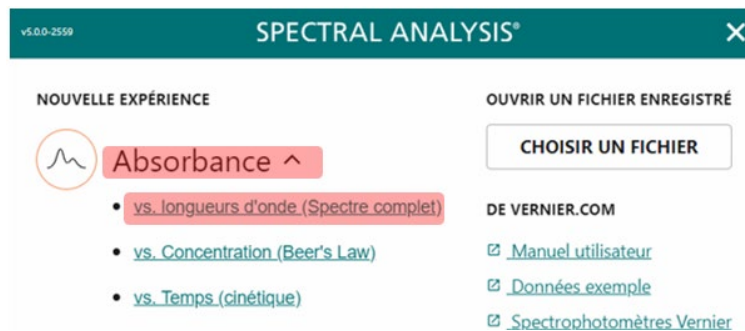 v5.0.0-2559
SPECTRAL ANALYSIS®
NOUVELLE EXPÉRIENCE
Absorbance
vs. longueurs d'onde (Spectre complet)
vs. Concentration (Beer's Law)
vs. Temps (cinétique)
OUVRIR UN FICHIER ENREGISTRÉ
CHOISIR UN FICHIER
DE VERNIER.COM
Manuel utilisateur
Données exemple
Spectrophotomètres Vernier